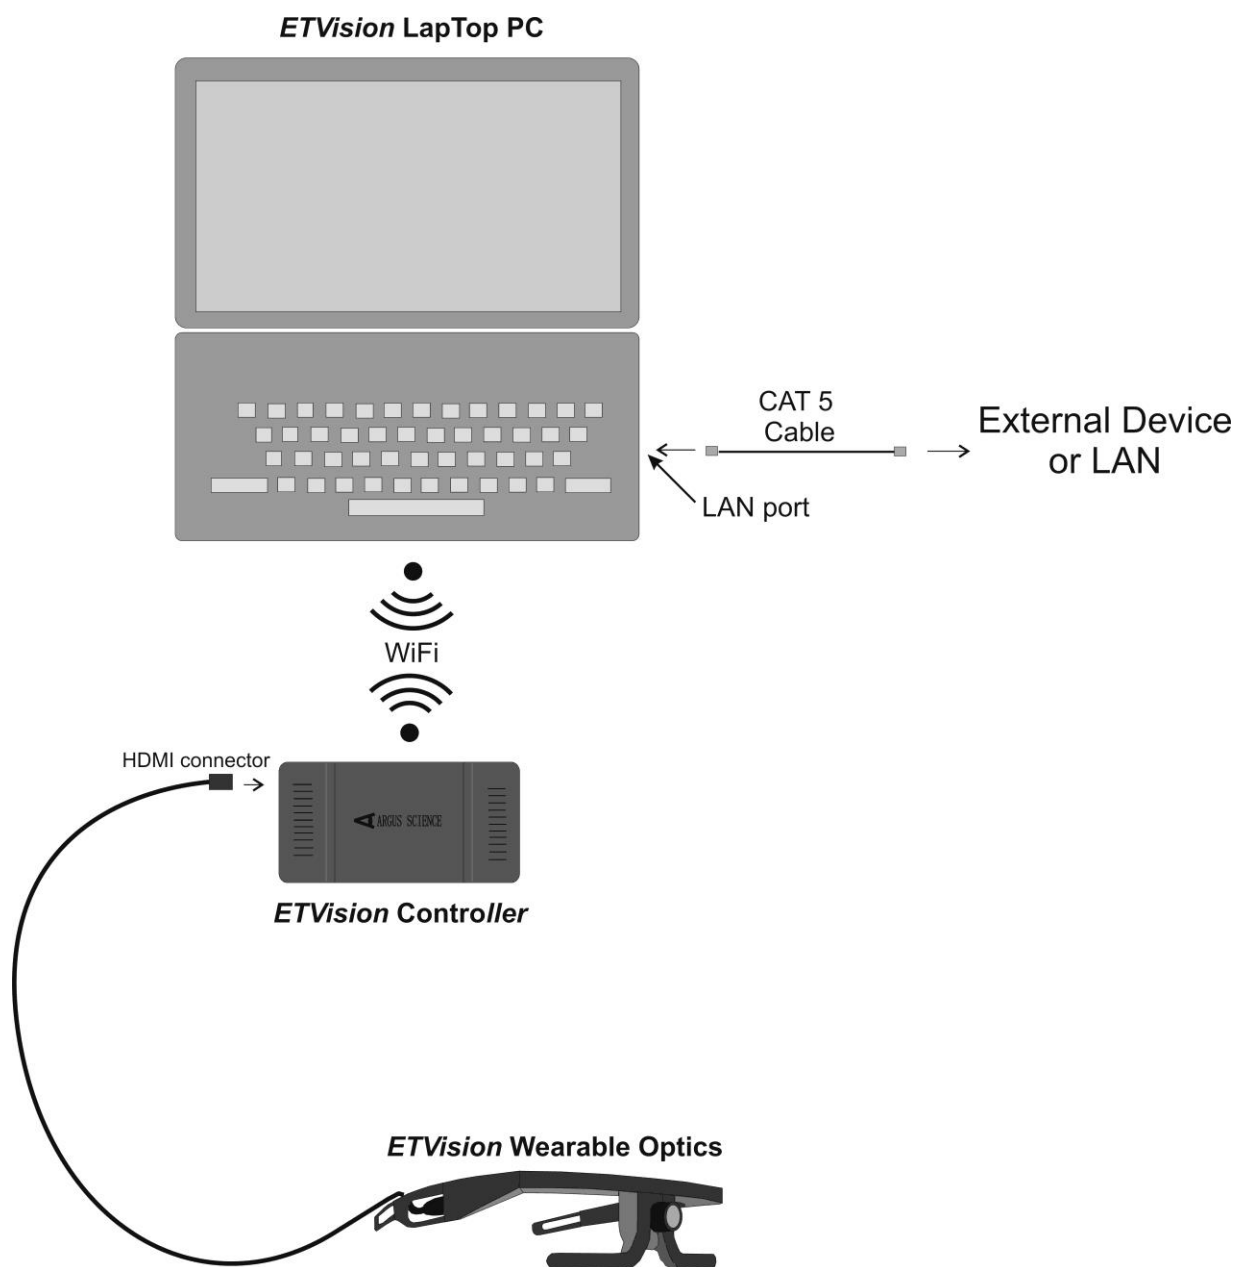 ETVision LapTop PC
CAT 5
Cable
External Device
or LAN
LAN port
WiFi
HDMI connector
ARGUS SCIENCE
ETVision Controller
ETVision Wearable Optics